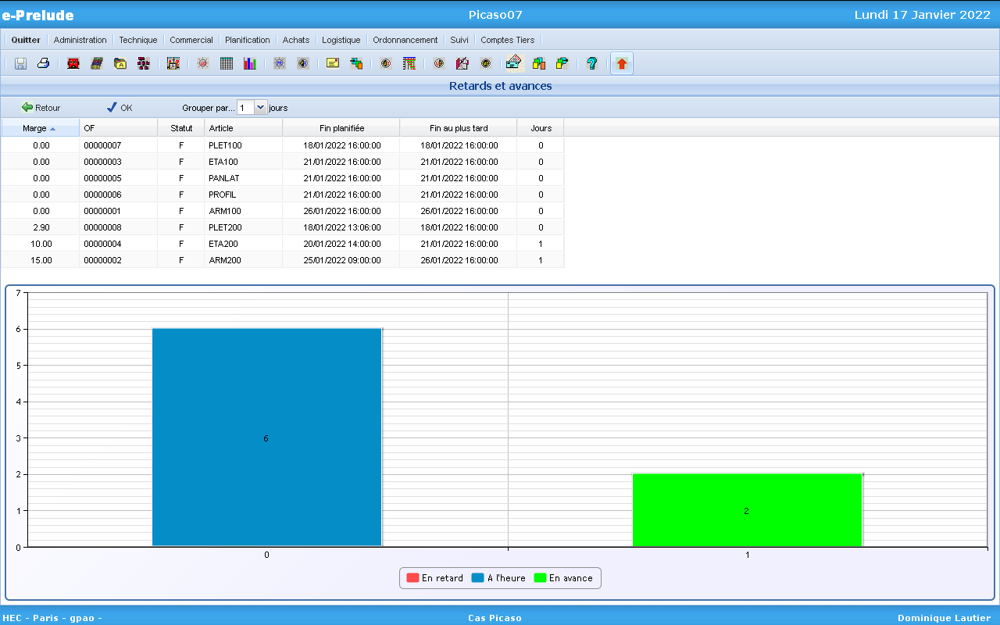 e-Prelude Picaso07 Lundi 17 Janvier 2022
Quitter Administration Technique Commercial Planification Achats Logistique Ordonnancement Suivi Comptes Tiers
Retards et avances
Retour OK Grouper par... 1 jours
Marge OF Statut Article Fin planifiée Fin au plus tard Jours
0.00 00000007 F PLET100 18/01/2022 16:00:00 18/01/2022 16:00:00 0
0.00 00000003 F ETA100 21/01/2022 16:00:00 21/01/2022 16:00:00 0
0.00 00000005 F PANLAT 21/01/2022 16:00:00 21/01/2022 16:00:00 0
0.00 00000006 F PROFIL 21/01/2022 16:00:00 21/01/2022 16:00:00 0
0.00 00000001 F ARM100 26/01/2022 16:00:00 26/01/2022 16:00:00 0
2.90 00000008 F PLET200 18/01/2022 13:06:00 18/01/2022 16:00:00 0
10.00 00000004 F ETA200 20/01/2022 14:00:00 21/01/2022 16:00:00 1
15.00 00000002 F ARM200 25/01/2022 09:00:00 26/01/2022 16:00:00 1
7
6
5
4
3 6
2
1 2
0
0 1
En retard A l'heure En avance
HEC - Paris - gpao - Cas Picaso Dominique Lautier